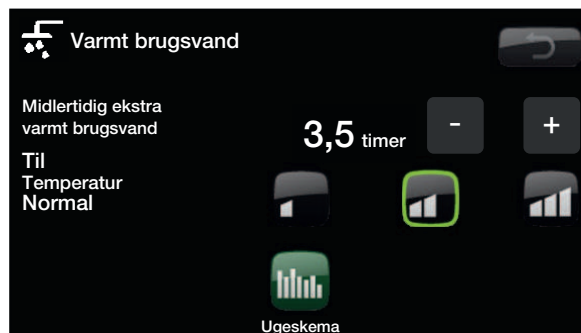 Varmt brugsvand
Midlertidig ekstra
varmt brugsvand
3,5 timer
-
+
Til
Temperatur
Normal
Ugeskema